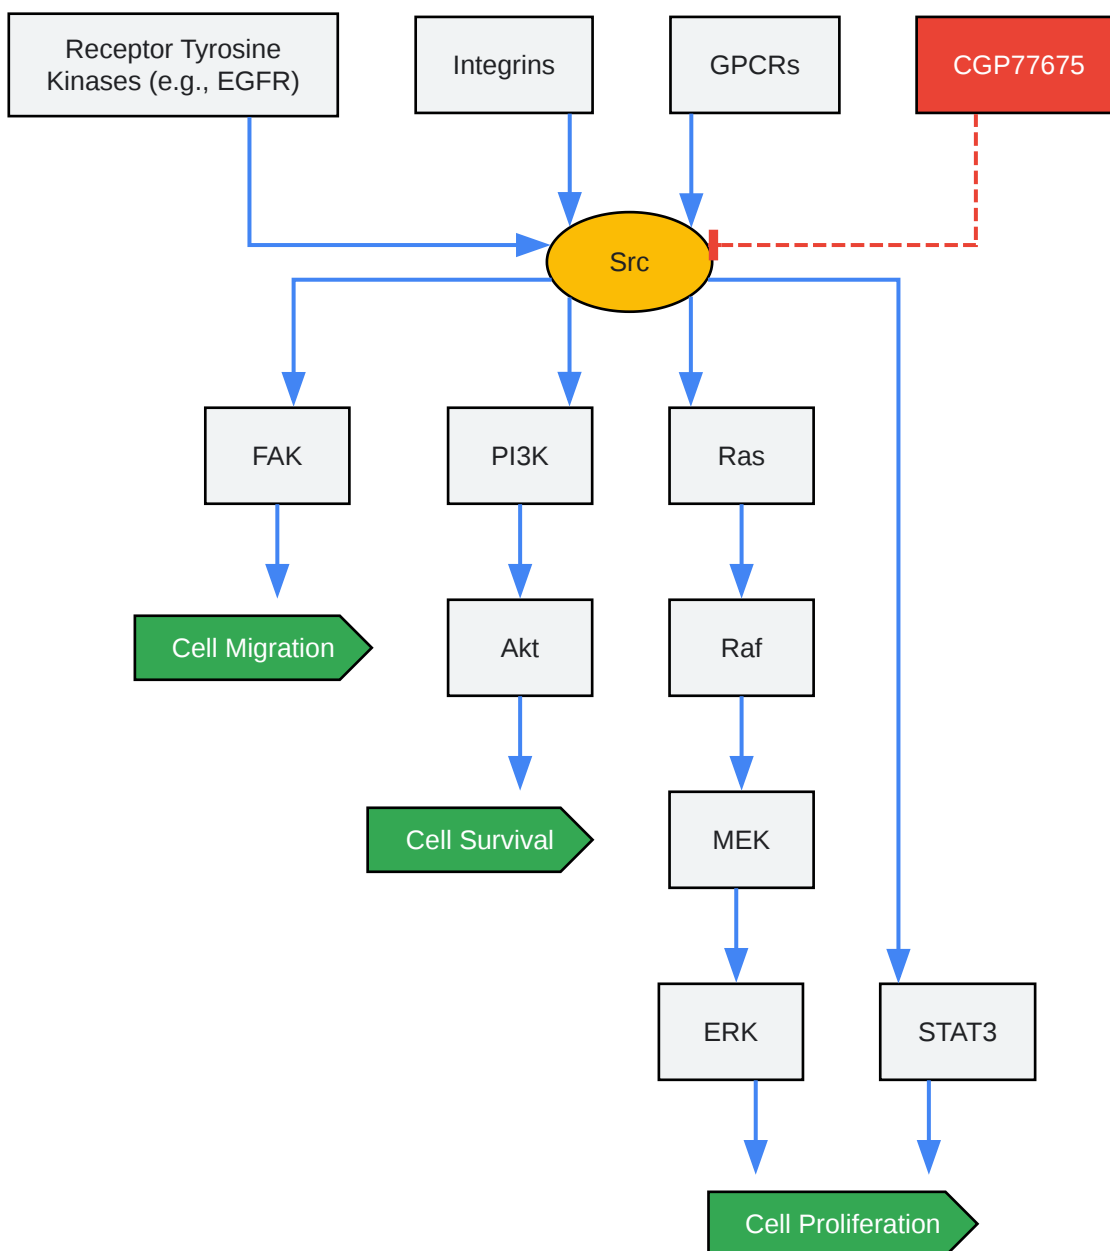 Receptor Tyrosine
Kinases (e.g., EGFR)
Integrins
GPCRs
CGP77675
Src
FAK
PI3K
Ras
Cell Migration
Akt
Raf
Cell Survival
MEK
ERK
STAT3
Cell Proliferation